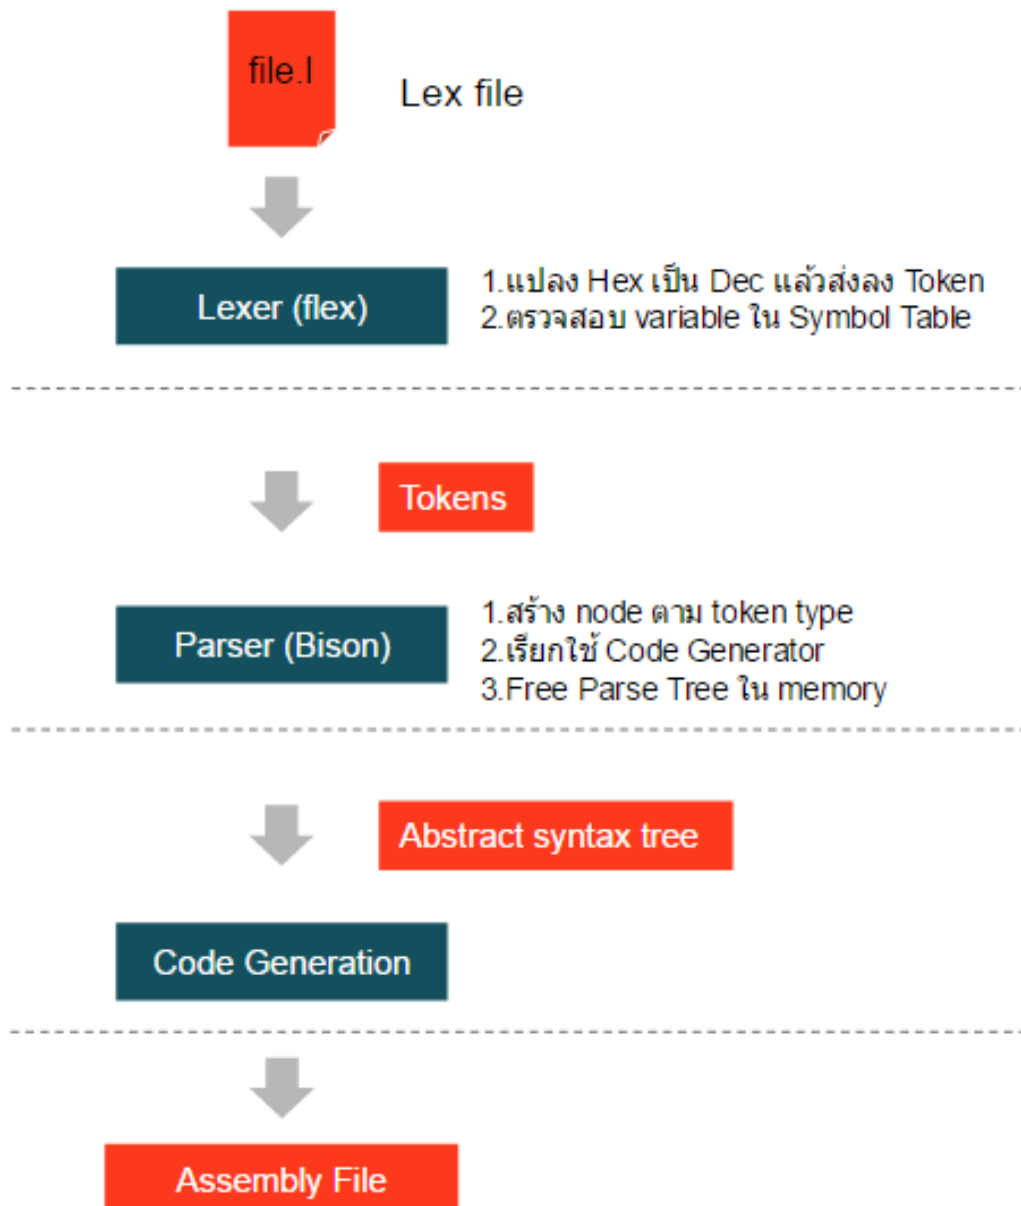 file.l
Lex file
Lexer (flex)
1.แปลง Hex เป็น Dec แล้วส่งลง Token
2.ตรวจสอบ variable ใน Symbol Table
Tokens
Parser (Bison)
1.สร้าง node ตาม token type
2.เรียกใช้ Code Generator
3.Free Parse Tree ใน memory
Abstract syntax tree
Code Generation
Assembly File